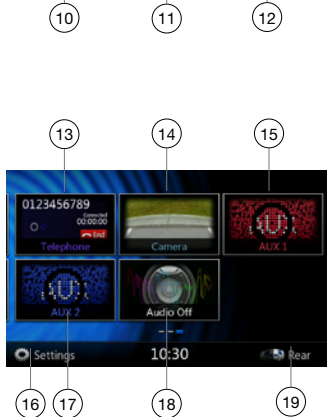 10 11 12
13 14 15
0123456789
Connected
00:00:00
End
Telephone
Camera
AUX 1
AUX 2
Audio Off
Settings
10:30
Rear
16 17 18 19